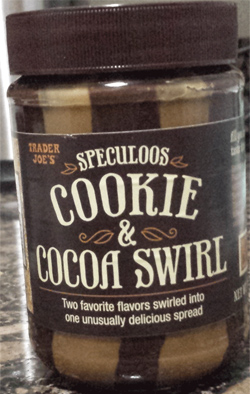 TRADER
JOE'S
SPECULOOS
COOKIE
&
COCOA SWIRL
Two favorite flavors swirled into
one unusually delicious spread